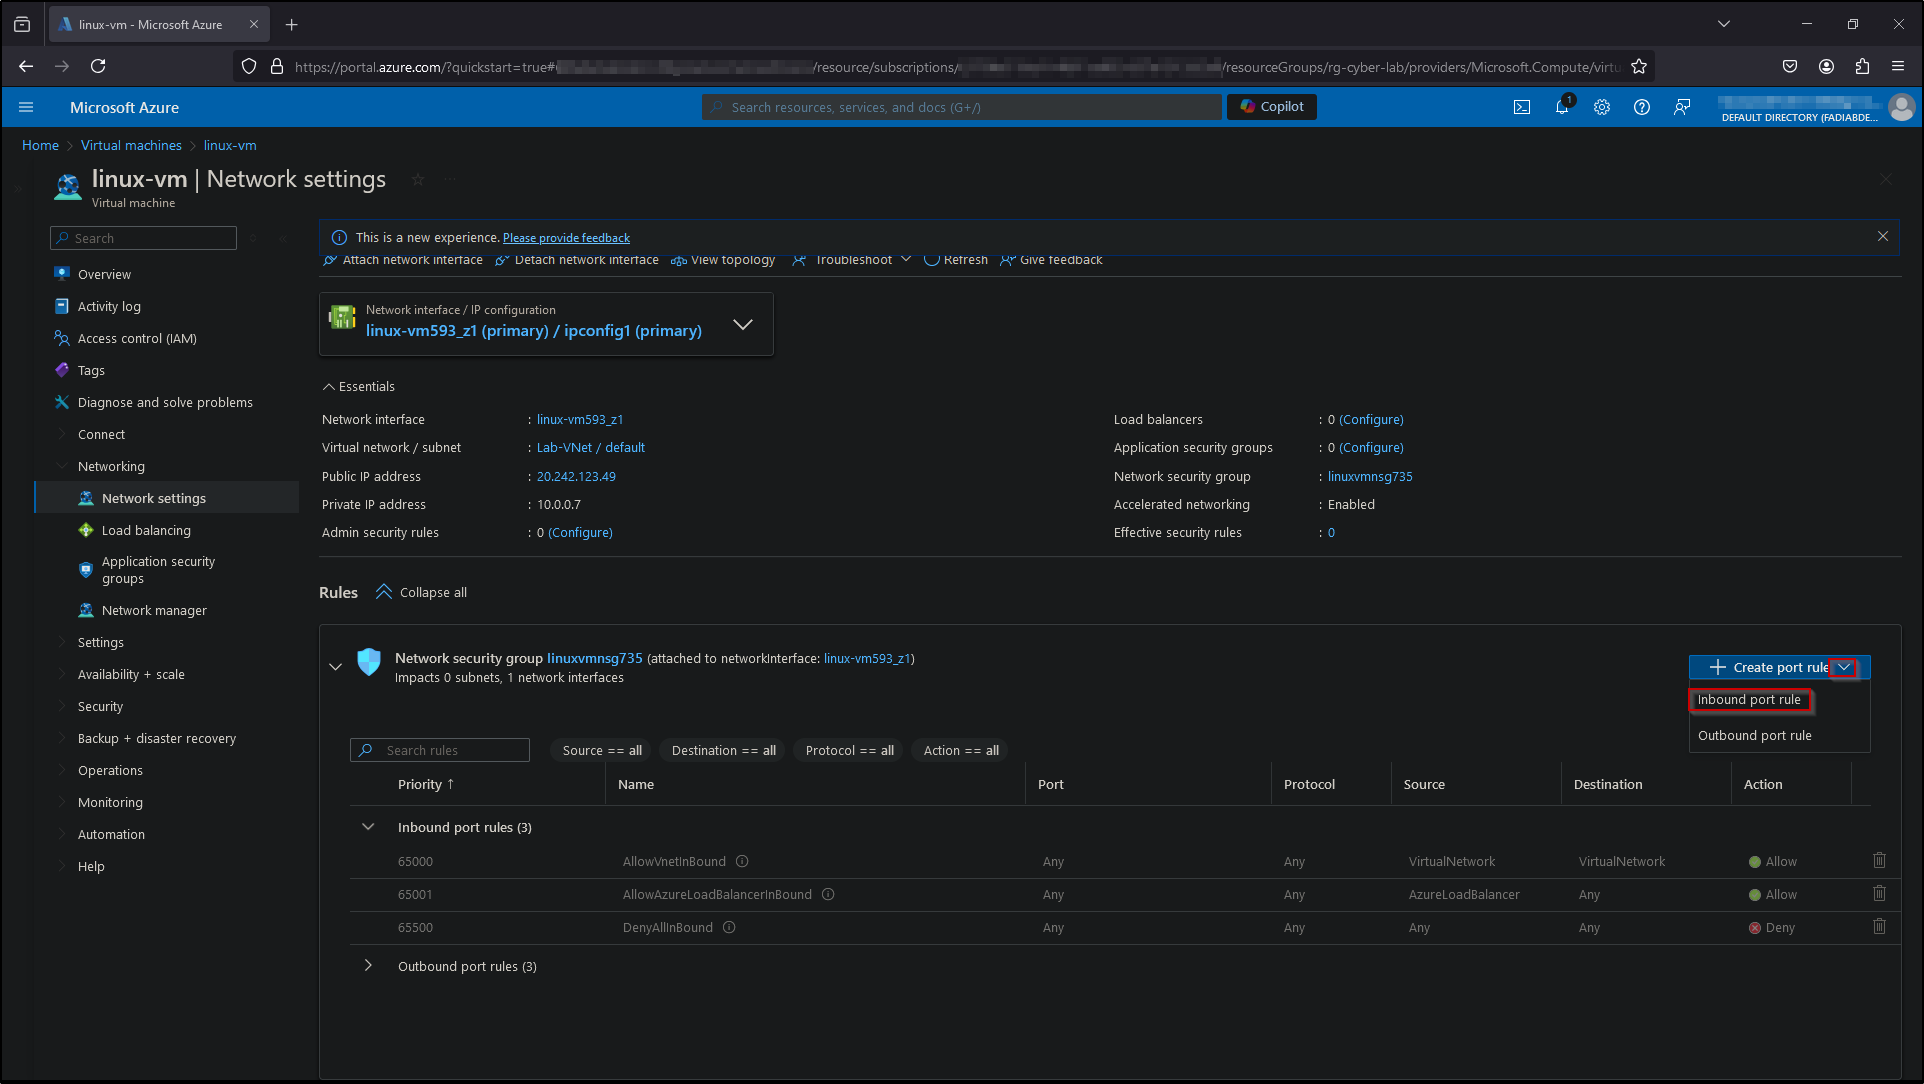 linux-vm - Microsoft Azure
https://portal.azure.com/?quickstart=true# /resource/subscriptions/ /resourceGroups/rg-cyber-lab/providers/Microsoft.Compute/virtu
Microsoft Azure
Search resources, services, and docs (G+/)
Copilot
1
DEFAULT DIRECTORY (FADIABDE...
Home > Virtual machines > linux-vm
linux-vm | Network settings
Virtual machine
Search
This is a new experience. Please provide feedback
Attach network interface
Detach network interface
View topology
Troubleshoot
Refresh
Give feedback
Overview
Activity log
Access control (IAM)
Tags
Diagnose and solve problems
Connect
Networking
Network settings
Load balancing
Application security
groups
Network manager
Settings
Availability + scale
Security
Backup + disaster recovery
Operations
Monitoring
Automation
Help
Network interface / IP configuration
linux-vm593_z1 (primary) / ipconfig1 (primary)
Essentials
Network interface : linux-vm593_z1
Virtual network / subnet : Lab-VNet / default
Public IP address : 20.242.123.49
Private IP address : 10.0.0.7
Admin security rules : 0 (Configure)
Load balancers : 0 (Configure)
Application security groups : 0 (Configure)
Network security group : linuxvmnsg735
Accelerated networking : Enabled
Effective security rules : 0
Rules
Collapse all
Network security group linuxvmnsg735 (attached to networkInterface: linux-vm593_z1)
Impacts 0 subnets, 1 network interfaces
Create port rule
Inbound port rule
Outbound port rule
Search rules
Source == all
Destination == all
Protocol == all
Action == all
Priority ↑ Name Port Protocol Source Destination Action
Inbound port rules (3)
65000 AllowVnetInBound Any Any VirtualNetwork VirtualNetwork Allow
65001 AllowAzureLoadBalancerInBound Any Any AzureLoadBalancer Any Allow
65500 DenyAllInBound Any Any Any Any Deny
Outbound port rules (3)